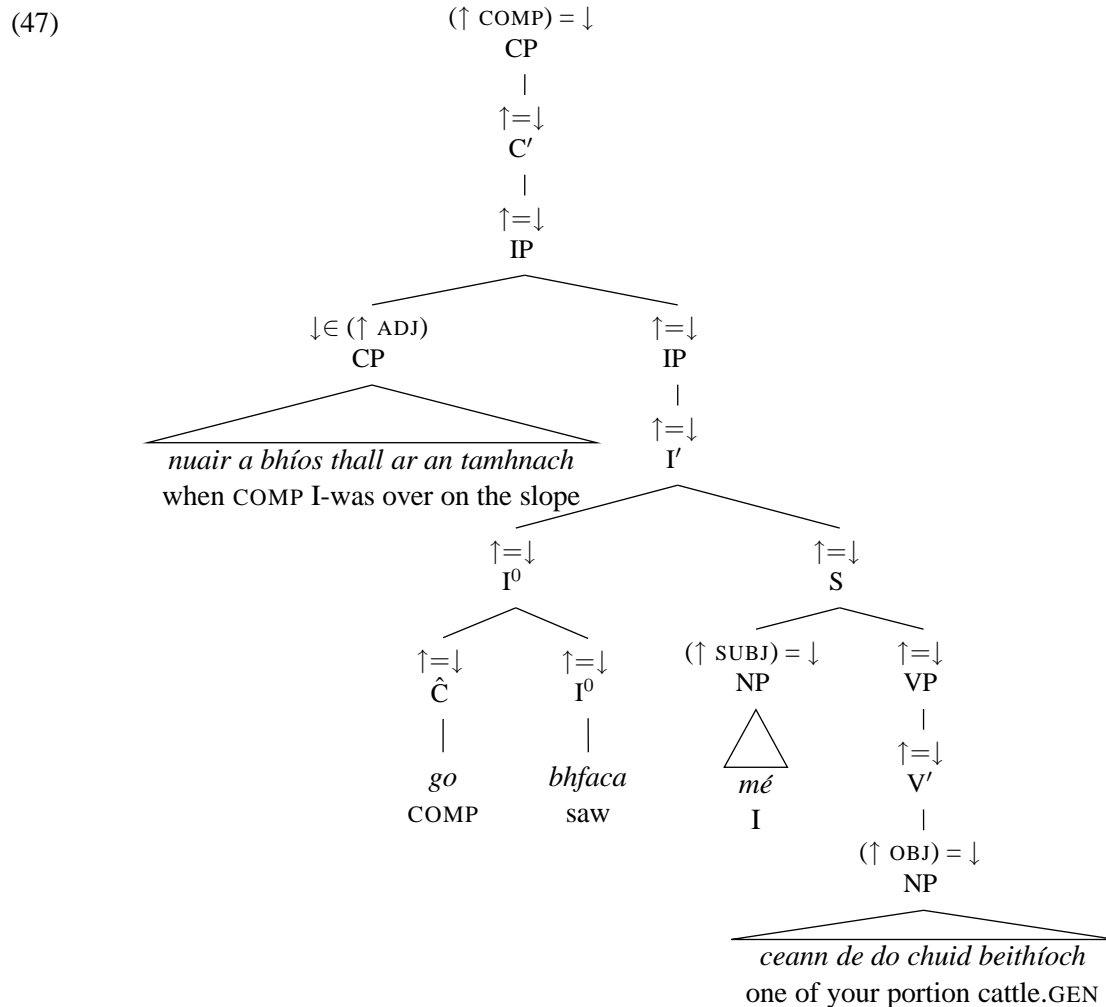 (47)
(↑ COMP) = ↓
CP
↑=↓
C′
↑=↓
IP
↓∈ (↑ ADJ) ↑=↓
CP IP
↑=↓
nuair a bhíos thall ar an tamhnach I′
when COMP I-was over on the slope
↑=↓ ↑=↓
I⁰ S
↑=↓ ↑=↓ (↑ SUBJ) = ↓ ↑=↓
Ĉ I⁰ NP VP
↑=↓
go bhfaca mé V′
COMP saw I
(↑ OBJ) = ↓
NP
ceann de do chuid beithíoch
one of your portion cattle.GEN